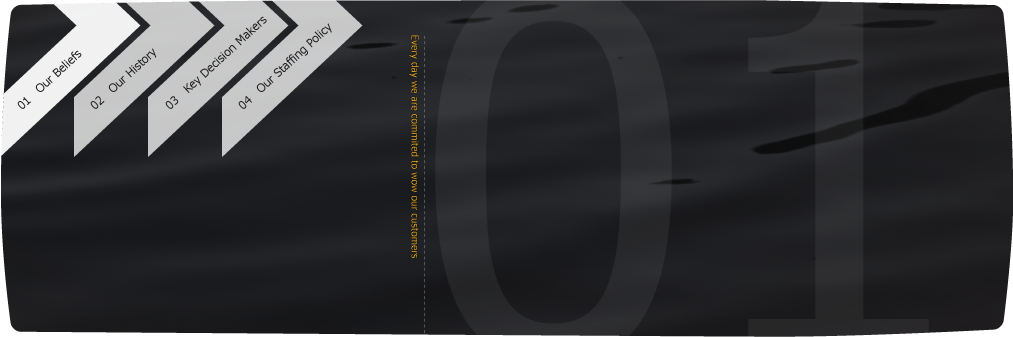 01 Our Beliefs
02 Our History
03 Key Decision Makers
04 Our Staffing Policy
Every day we are commited to wow our customers
01